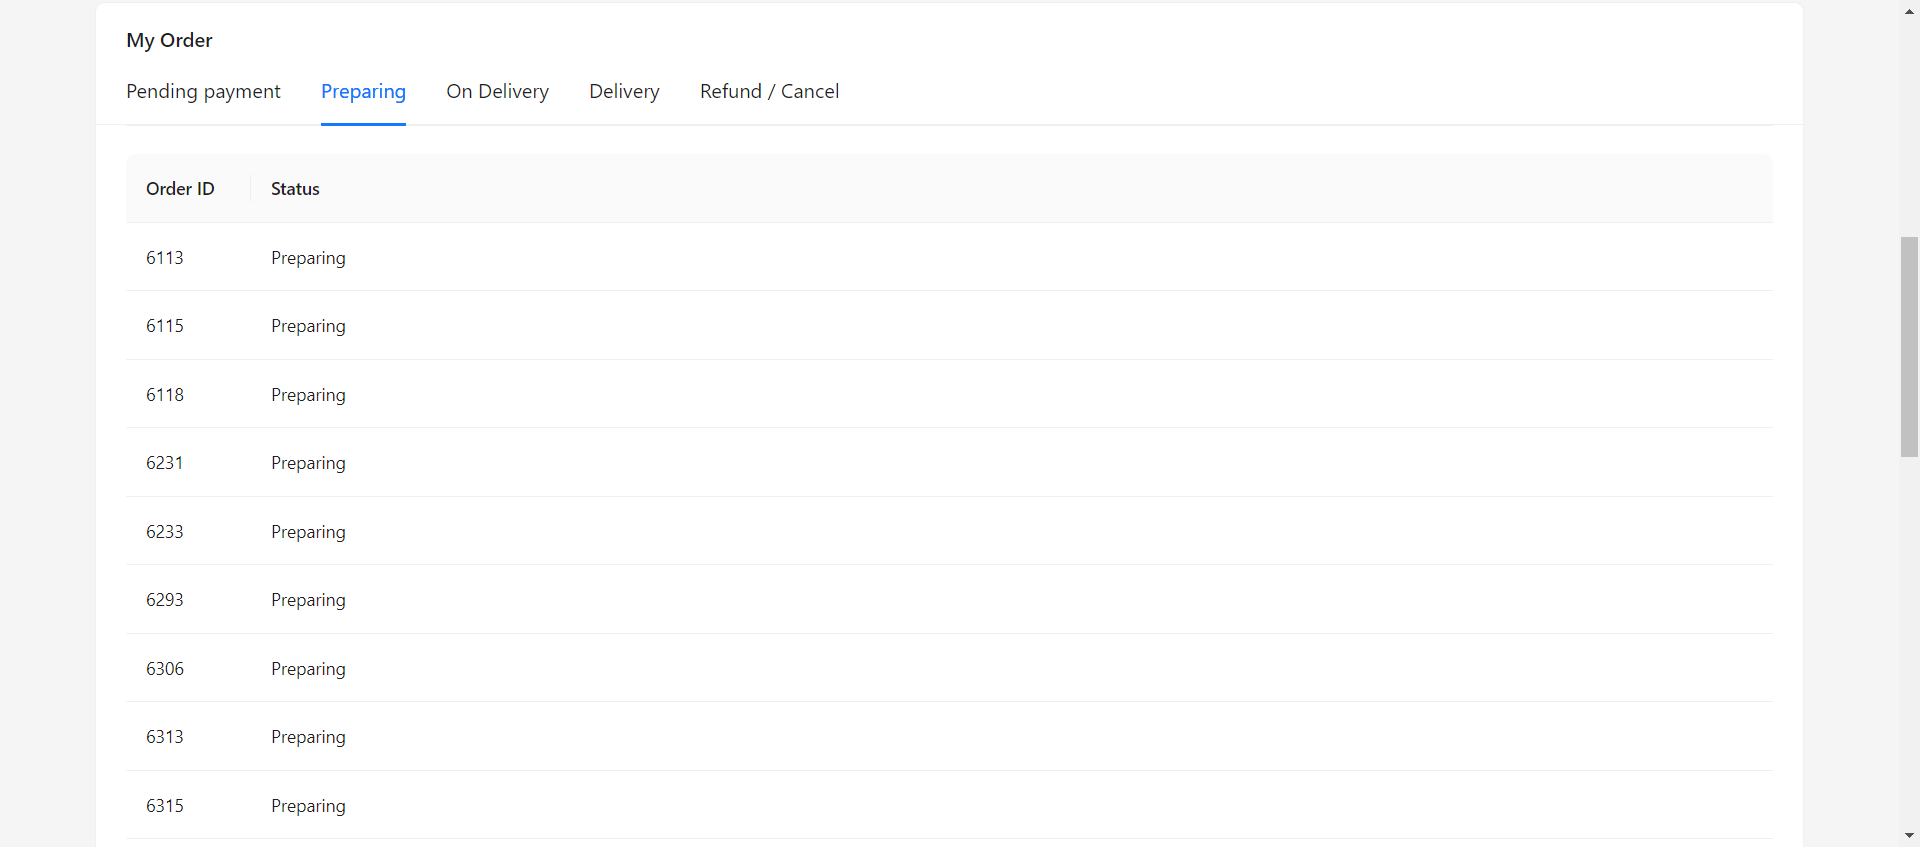 My Order
Pending payment Preparing On Delivery Delivery Refund / Cancel
Order ID Status
6113 Preparing
6115 Preparing
6118 Preparing
6231 Preparing
6233 Preparing
6293 Preparing
6306 Preparing
6313 Preparing
6315 Preparing